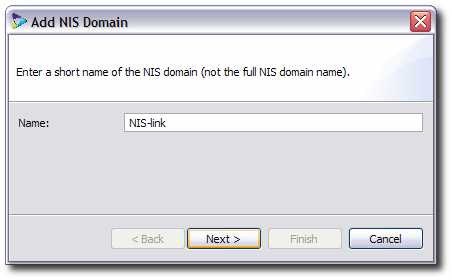 Add NIS Domain
Enter a short name of the NIS domain (not the full NIS domain name).
Name: NIS-link
< Back Next > Finish Cancel